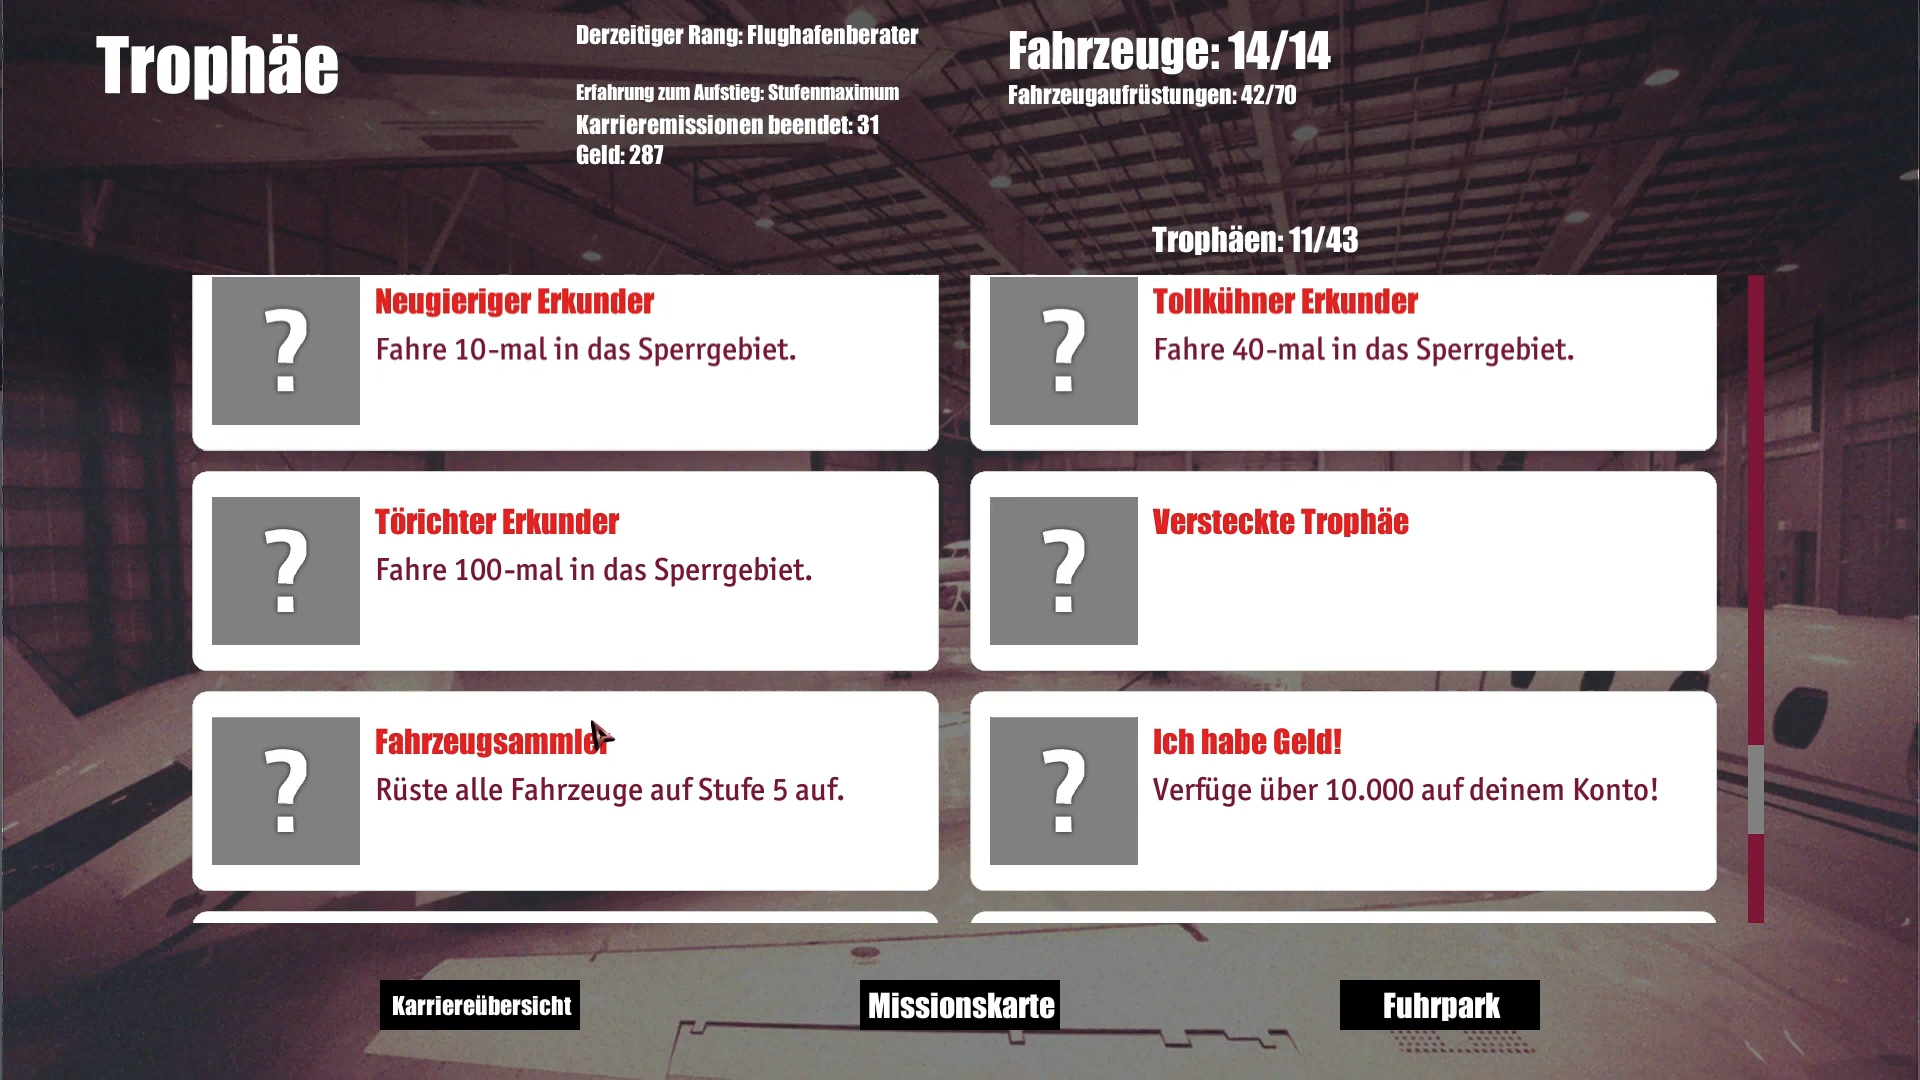 Trophäe
Derzeitiger Rang: Flughafenberater
Erfahrung zum Aufstieg: Stufenmaximum
Karrieremissionen beendet: 31
Geld: 287
Fahrzeuge: 14/14
Fahrzeugaufrüstungen: 42/70
Trophäen: 11/43
?
Neugieriger Erkunder
Fahre 10-mal in das Sperrgebiet.
?
Tollkühner Erkunder
Fahre 40-mal in das Sperrgebiet.
?
Törichter Erkunder
Fahre 100-mal in das Sperrgebiet.
?
Versteckte Trophäe
?
Fahrzeugsammler
Rüste alle Fahrzeuge auf Stufe 5 auf.
?
Ich habe Geld!
Verfüge über 10.000 auf deinem Konto!
Karriereübersicht
Missionskarte
Fuhrpark